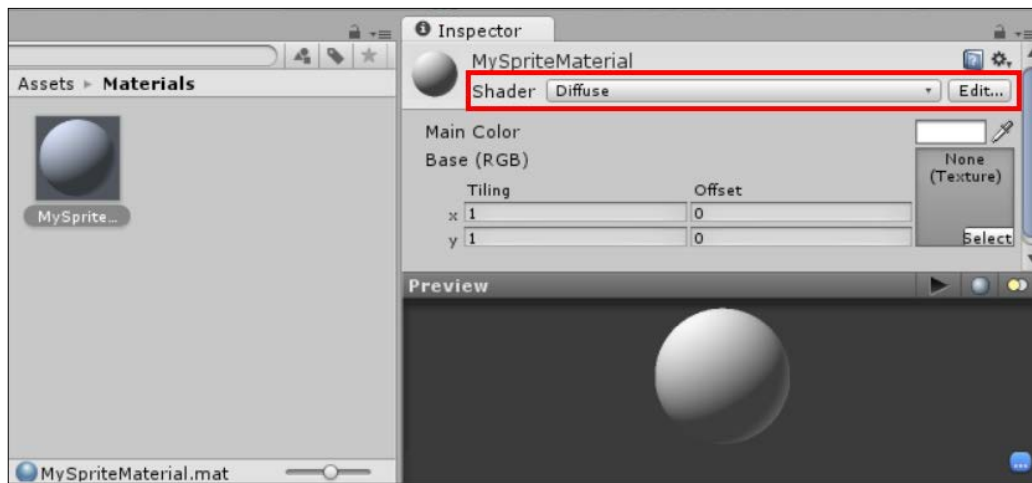 Assets ▸ Materials
MySprite...
MySpriteMaterial.mat
Inspector
MySpriteMaterial
Shader Diffuse Edit...
Main Color
Base (RGB)
None
(Texture)
Tiling Offset
x 1 0
y 1 0
Select
Preview